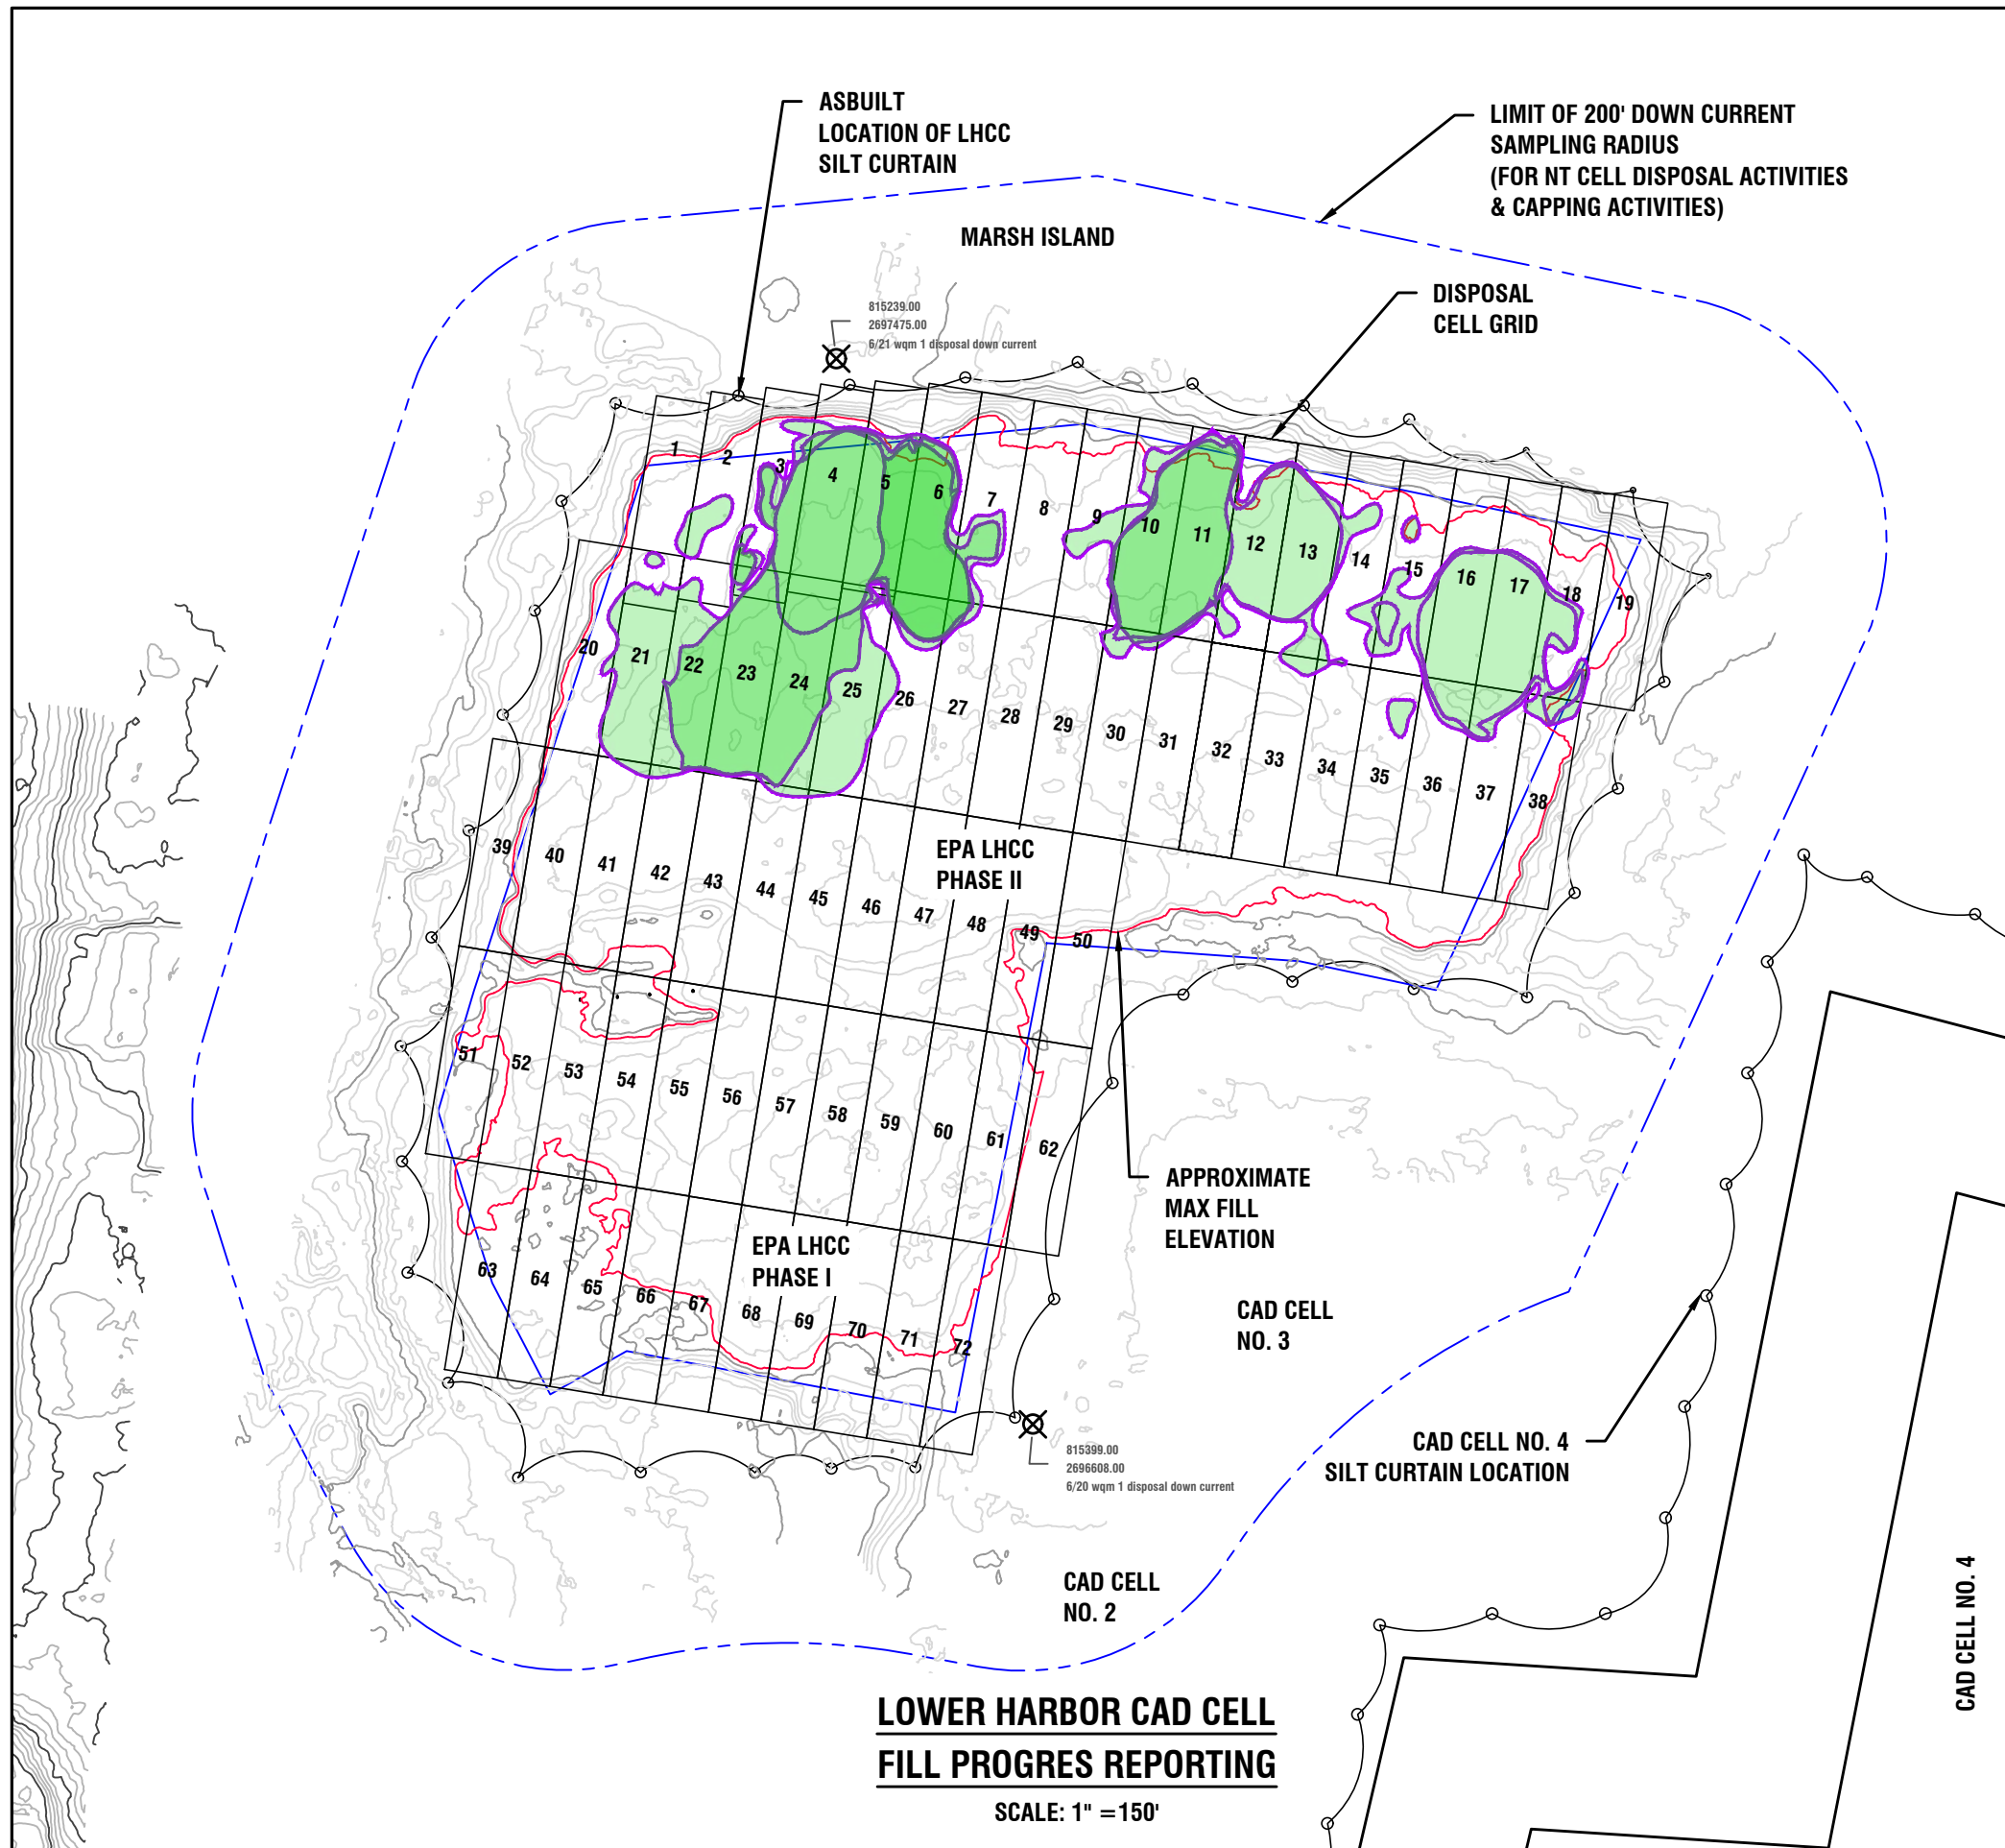 ASBUILT
LOCATION OF LHCC
SILT CURTAIN
LIMIT OF 200' DOWN CURRENT
SAMPLING RADIUS
(FOR NT CELL DISPOSAL ACTIVITIES
& CAPPING ACTIVITIES)
MARSH ISLAND
DISPOSAL
CELL GRID
815239.00
2697475.00
6/21 wqm 1 disposal down current
1 2 3 4 5 6 7 8 9 10 11 12 13 14 15 16 17 18 19
20 21 22 23 24 25 26 27 28 29 30 31 32 33 34 35 36 37 38
EPA LHCC
PHASE II
39 40 41 42 43 44 45 46 47 48 49 50
51 52 53 54 55 56 57 58 59 60 61 62
APPROXIMATE
MAX FILL
ELEVATION
EPA LHCC
PHASE I
63 64 65 66 67 68 69 70 71 72
CAD CELL
NO. 3
815399.00
2696608.00
6/20 wqm 1 disposal down current
CAD CELL NO. 4
SILT CURTAIN LOCATION
CAD CELL
NO. 2
CAD CELL NO. 4
LOWER HARBOR CAD CELL
FILL PROGRES REPORTING
SCALE: 1" =150'